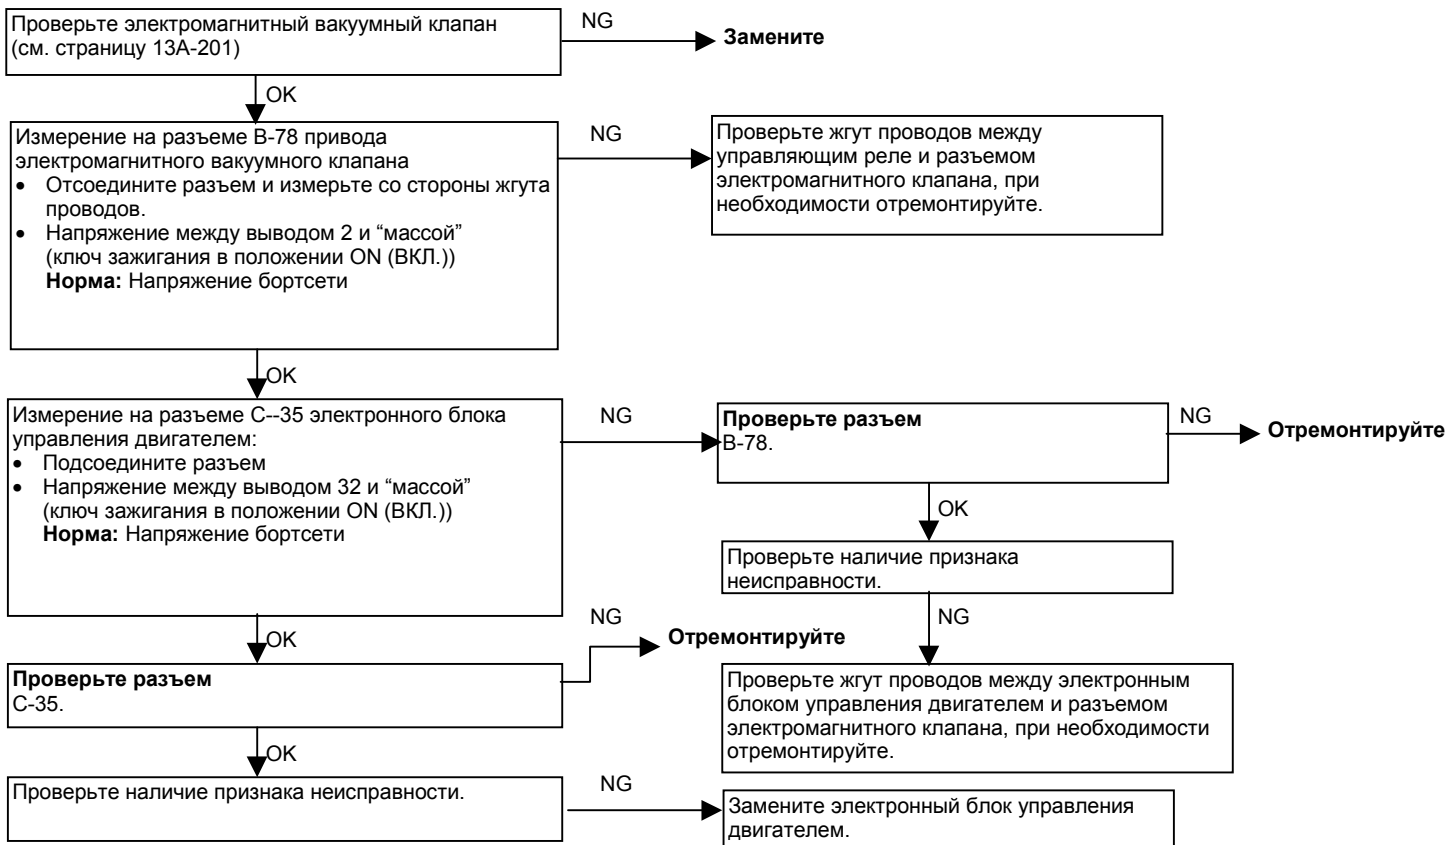 Проверьте электромагнитный вакуумный клапан
(см. страницу 13А-201)
NG
Замените
OK
Измерение на разъеме В-78 привода
электромагнитного вакуумного клапана
• Отсоедините разъем и измерьте со стороны жгута
проводов.
• Напряжение между выводом 2 и “массой”
(ключ зажигания в положении ON (ВКЛ.))
Норма: Напряжение бортсети
NG
Проверьте жгут проводов между
управляющим реле и разъемом
электромагнитного клапана, при
необходимости отремонтируйте.
OK
Измерение на разъеме С--35 электронного блока
управления двигателем:
• Подсоедините разъем
• Напряжение между выводом 32 и “массой”
(ключ зажигания в положении ON (ВКЛ.))
Норма: Напряжение бортсети
NG
Проверьте разъем
В-78.
NG
Отремонтируйте
OK
Проверьте наличие признака
неисправности.
NG
Проверьте жгут проводов между электронным
блоком управления двигателем и разъемом
электромагнитного клапана, при необходимости
отремонтируйте.
OK
Проверьте разъем
С-35.
NG
Отремонтируйте
OK
Проверьте наличие признака неисправности.
NG
Замените электронный блок управления
двигателем.